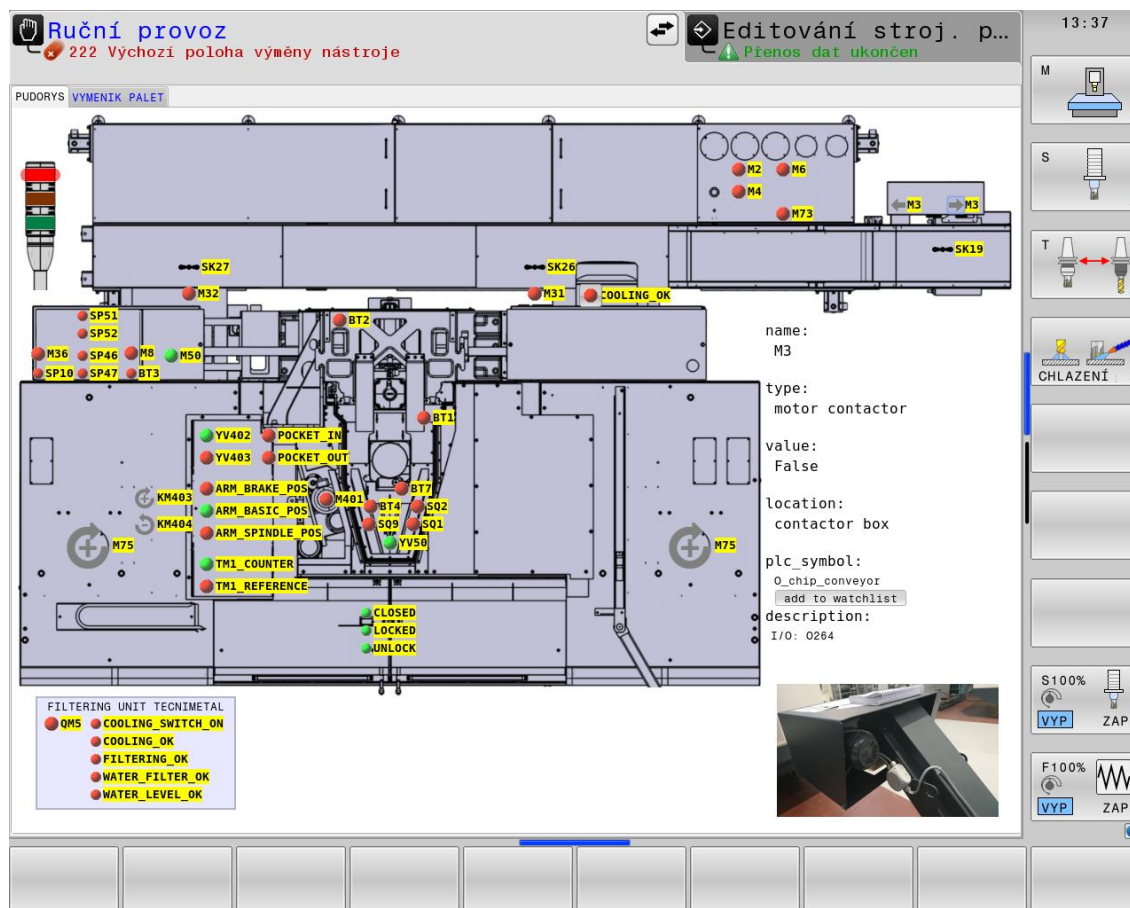 Ruční provoz
222 Výchozí poloha výměny nástroje
Editování stroj. p...
Přenos dat ukončen
13:37
PUDORYS
VYMENIK PALET
M
S
T
CHLAZENÍ
S100%
VYP
ZAP
F100%
VYP
ZAP
M2
M6
M4
M73
M3
M3
SK27
SK26
SK19
M32
M31
COOLING_OK
SP51
BT2
SP52
M36
SP46
M8
M50
SP10
SP47
BT3
BT1
YV402
POCKET_IN
YV403
POCKET_OUT
ARM_BRAKE_POS
BT7
KM403
M401
ARM_BASIC_POS
BT4
SQ2
KM404
SQ9
SQ1
ARM_SPINDLE_POS
M75
YV50
M75
TM1_COUNTER
TM1_REFERENCE
CLOSED
LOCKED
UNLOCK
name:
M3
type:
motor contactor
value:
False
location:
contactor box
plc_symbol:
O_chip_conveyor
add to watchlist
description:
I/O: O264
FILTERING UNIT TECNIMETAL
QM5
COOLING_SWITCH_ON
COOLING_OK
FILTERING_OK
WATER_FILTER_OK
WATER_LEVEL_OK